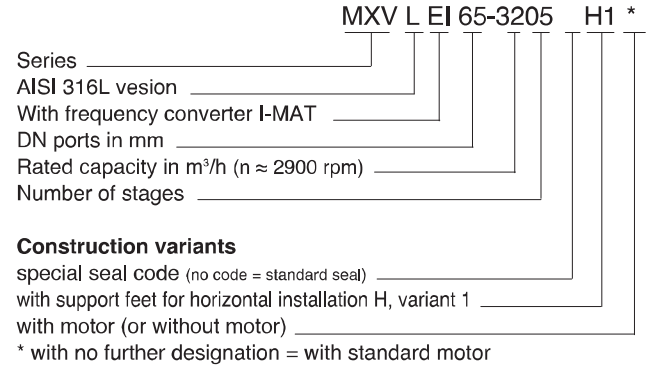 MXV L EI 65-3205 H1 *
Series
AISI 316L vesion
With frequency converter I-MAT
DN ports in mm
Rated capacity in m³/h (n ≈ 2900 rpm)
Number of stages
Construction variants
special seal code (no code = standard seal)
with support feet for horizontal installation H, variant 1
with motor (or without motor)
* with no further designation = with standard motor